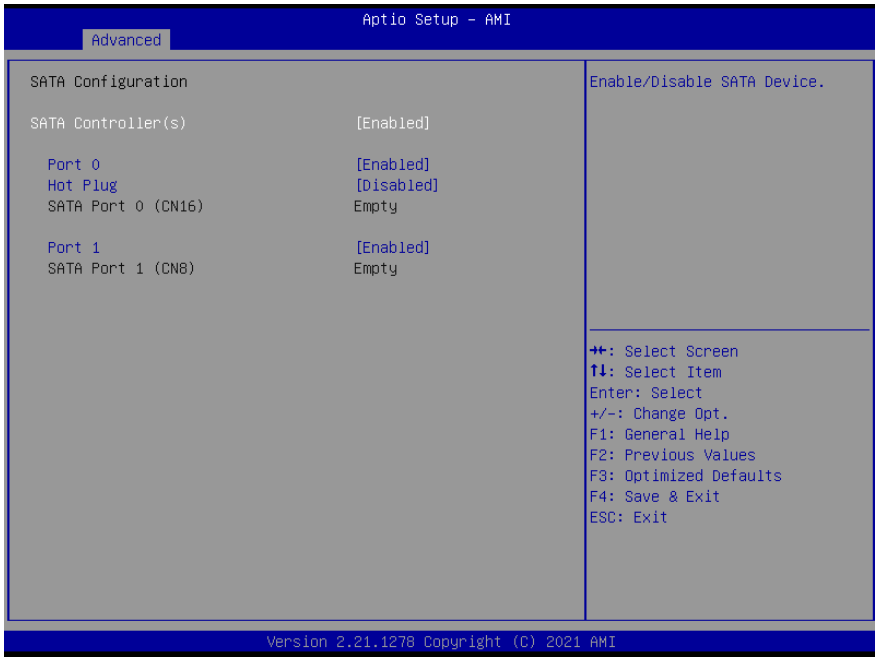 Aptio Setup – AMI
Advanced
SATA Configuration
SATA Controller(s) [Enabled]
Port 0 [Enabled]
Hot Plug [Disabled]
SATA Port 0 (CN16) Empty
Port 1 [Enabled]
SATA Port 1 (CN8) Empty
Enable/Disable SATA Device.
→←: Select Screen
↑↓: Select Item
Enter: Select
+/-: Change Opt.
F1: General Help
F2: Previous Values
F3: Optimized Defaults
F4: Save & Exit
ESC: Exit
Version 2.21.1278 Copyright (C) 2021 AMI